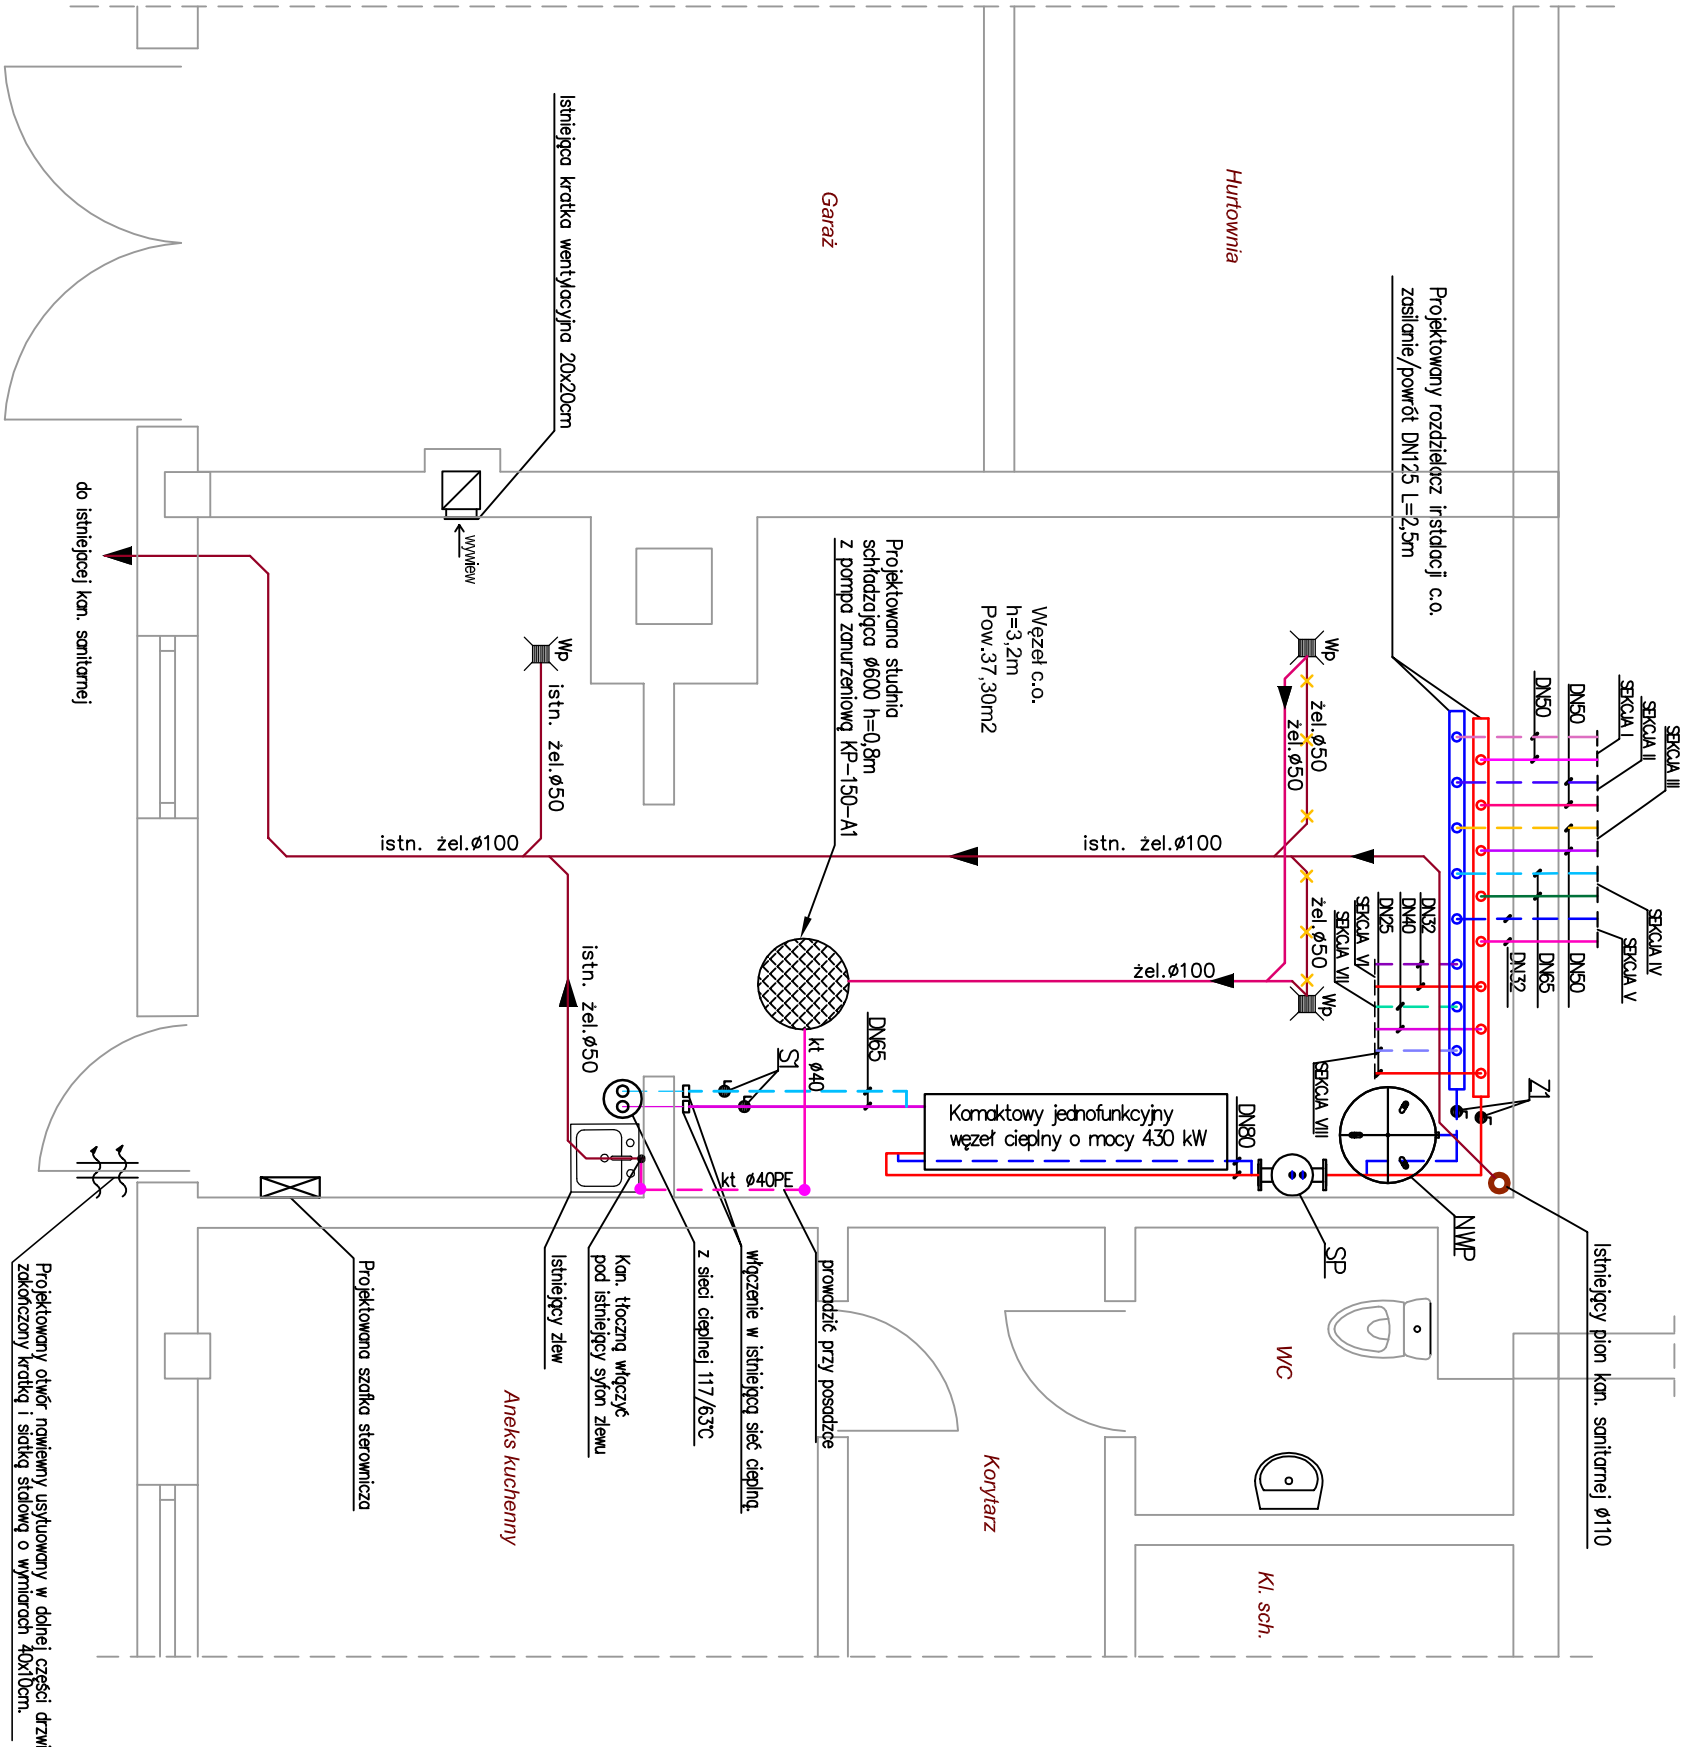 Hurtownia
Garaż
Istniejąca kratka wentylacyjna 20x20cm
Projektowany rozdzielacz instalacji c.o.
zasilanie/powrót DN125 L=2,5m
wywiew
do istniejacej kan. sanitarnej
Projektowana studnia
schładzająca ø600 h=0,8m
z pompą zanurzeniową KP-150-A1
Węzeł c.o.
h=3,2m
Pow.37,30m2
Wp
Wp
Wp
istn. żel.ø50
żel.ø50
żel.ø50
żel.ø50
istn. żel.ø100
istn. żel.ø100
żel.ø100
istn. żel.ø50
SEKCJA I
SEKCJA II
SEKCJA III
SEKCJA IV
SEKCJA V
SEKCJA VI
SEKCJA VII
SEKCJA VIII
DN50
DN50
DN50
DN65
DN32
DN32
DN40
DN25
Z1
DN65
S1
kt ø40
Komaktowy jednofunkcyjny
węzeł cieplny o mocy 430 kW
DN80
kt ø40PE
NWP
SP
Istniejący pion kan. sanitarnej ø110
prowadzić przy posadzce
włączenie w istniejącą sieć cieplną.
z sieci cieplnej 117/63°C
Kan. tłoczną włączyć
pod istniejący syfon zlewu
Istniejący zlew
Projektowana szafka sterownicza
Projektowany otwór nawiewny usytuowany w dolnej części drzwi
zakończony kratką i siatką stalową o wymiarach 40x10cm.
WC
Korytarz
Aneks kuchenny
Kl. sch.